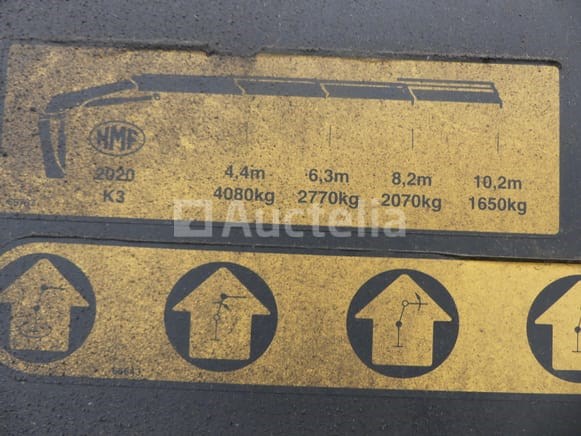 HMF
2020
K3
4,4m 6,3m 8,2m 10,2m
4080kg 2770kg 2070kg 1650kg
Auctelia